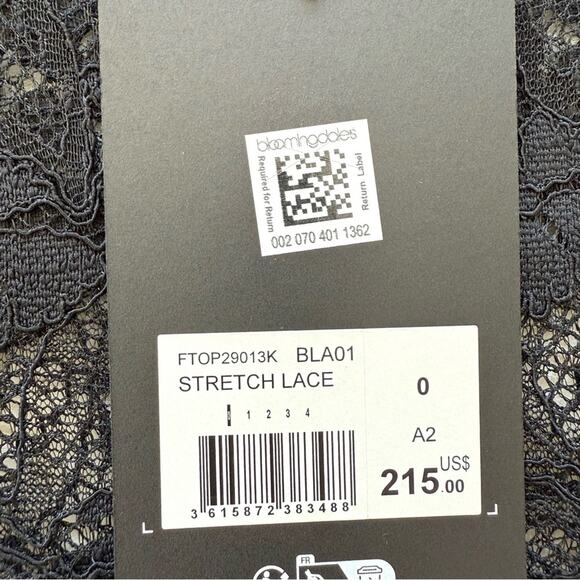 bloomingdales
Required for Return
Return Label
002 070 401 1362
FTOP29013K BLA01
STRETCH LACE
0 1 2 3 4
3 615872 383488
0
A2
215.00 US$
FR